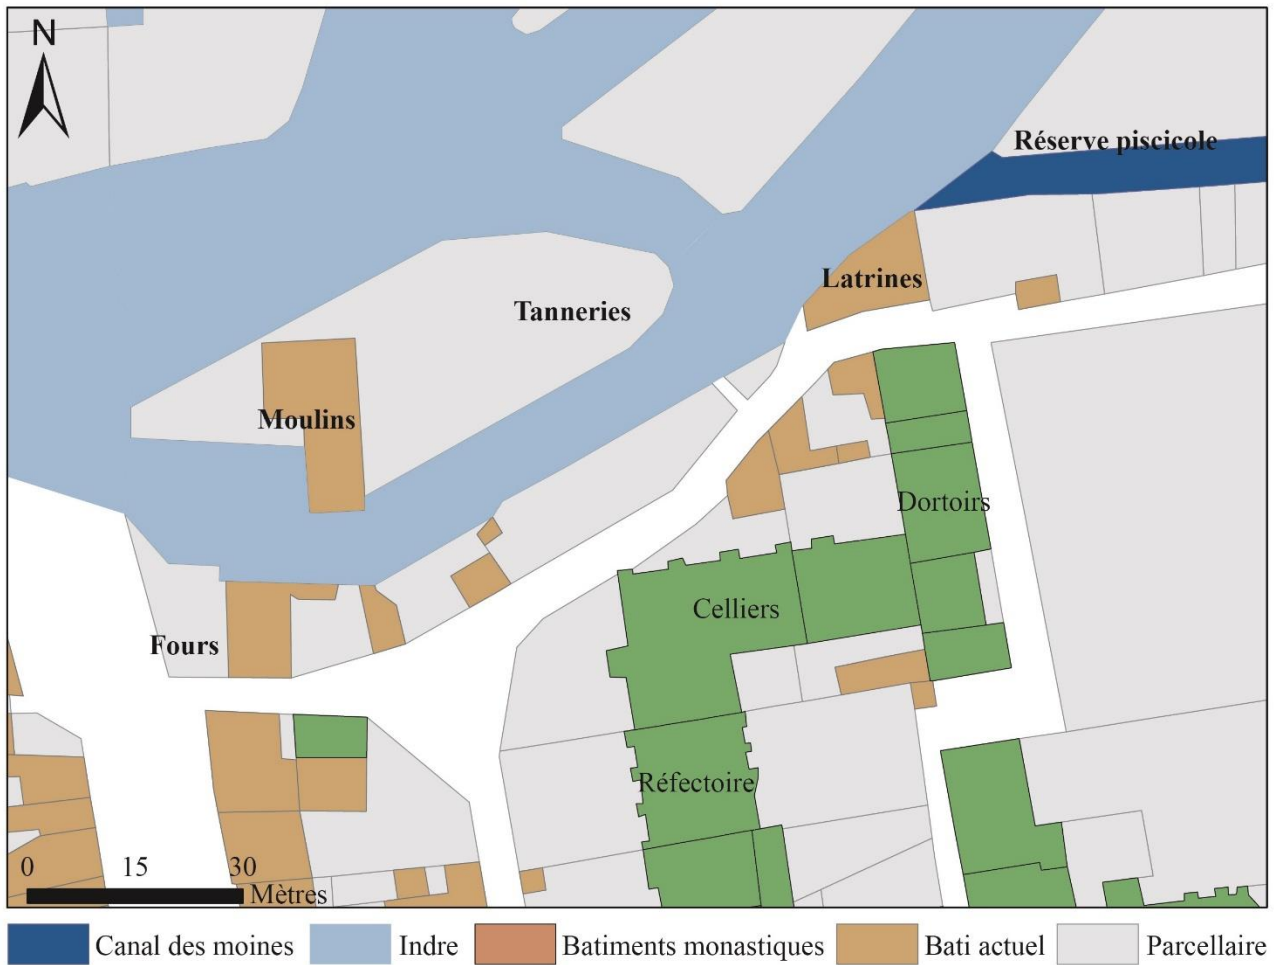 N
Réserve piscicole
Latrines
Tanneries
Moulins
Dortoirs
Celliers
Fours
Réfectoire
0 15 30
Mètres
Canal des moines Indre Batiments monastiques Bati actuel Parcellaire